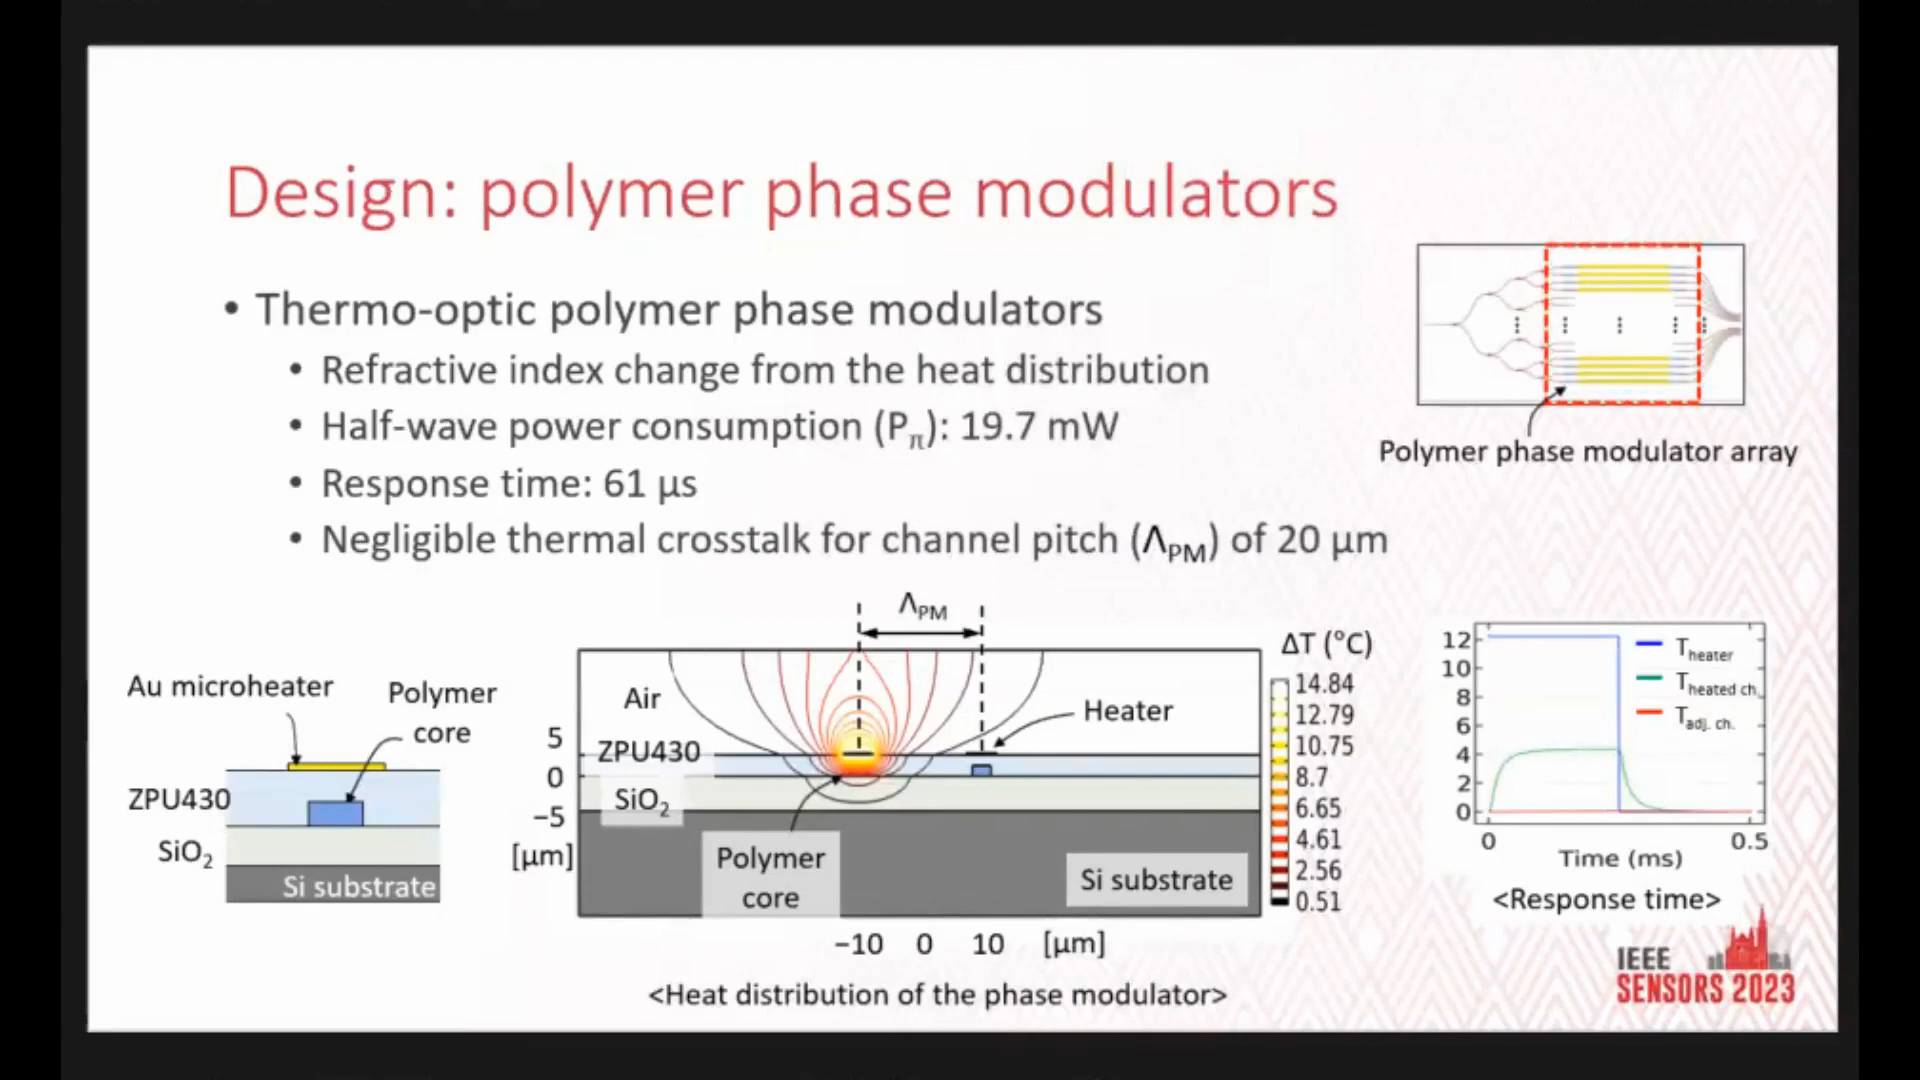 Design: polymer phase modulators
• Thermo-optic polymer phase modulators
• Refractive index change from the heat distribution
• Half-wave power consumption (Pπ): 19.7 mW
• Response time: 61 µs
• Negligible thermal crosstalk for channel pitch (ΛPM) of 20 µm
Polymer phase modulator array
Au microheater
Polymer
core
ZPU430
SiO2
Si substrate
ΛPM
Air
Heater
ZPU430
SiO2
Polymer
core
Si substrate
5
0
−5
[µm]
−10 0 10 [µm]
ΔT (°C)
14.84
12.79
10.75
8.7
6.65
4.61
2.56
0.51
<Heat distribution of the phase modulator>
12
10
8
6
4
2
0
Theater
Theated ch.
Tadj. ch.
0 0.5
Time (ms)
<Response time>
IEEE
SENSORS 2023